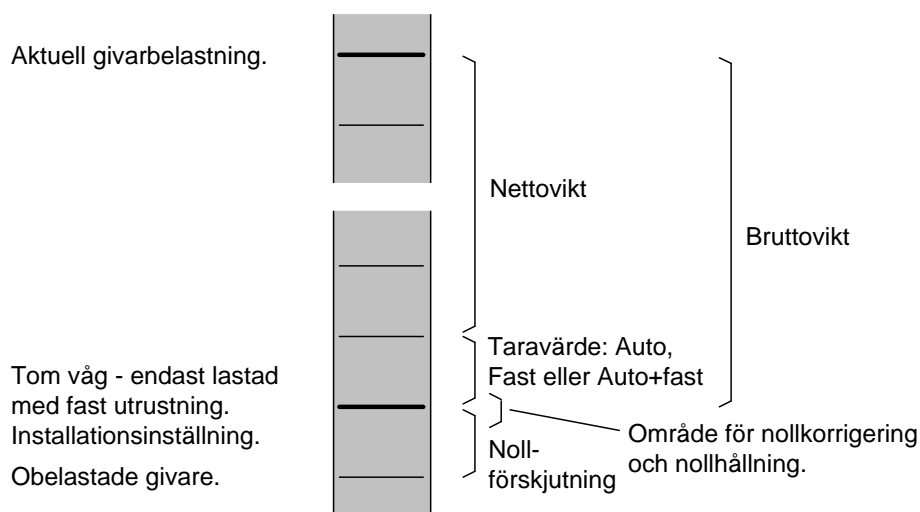 Aktuell givarbelastning.
Nettovikt
Bruttovikt
Taravärde: Auto,
Fast eller Auto+fast
Tom våg - endast lastad
med fast utrustning.
Installationsinställning.
Obelastade givare.
Noll-
förskjutning
Område för nollkorrigering
och nollhållning.